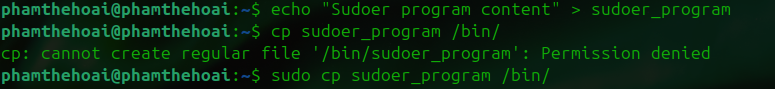 phamthehoai@phamthehoai:~$ echo "Sudoer program content" > sudoer_program
phamthehoai@phamthehoai:~$ cp sudoer_program /bin/
cp: cannot create regular file '/bin/sudoer_program': Permission denied
phamthehoai@phamthehoai:~$ sudo cp sudoer_program /bin/